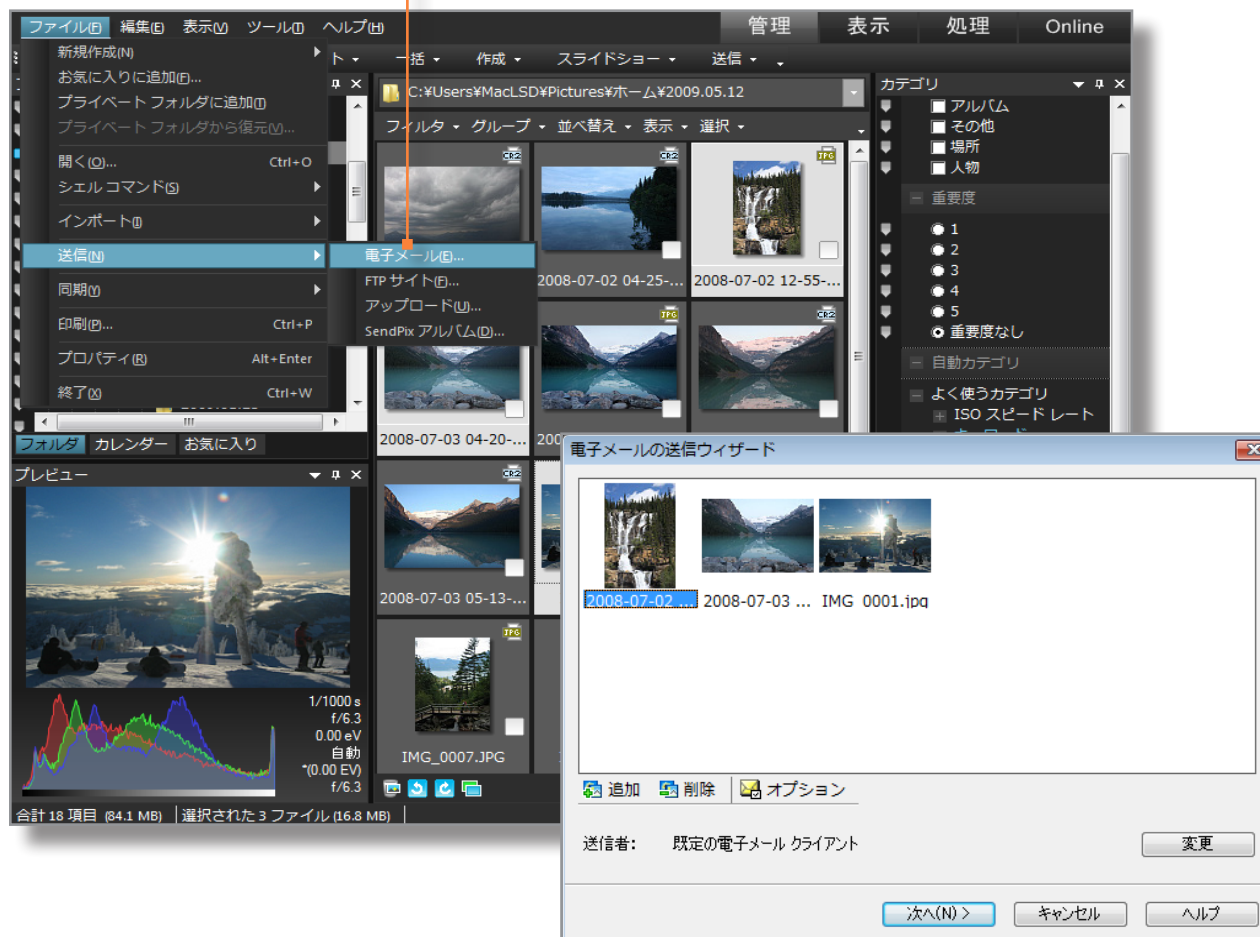 ファイル(F) 編集(E) 表示(V) ツール(T) ヘルプ(H)
管理 表示 処理 Online
新規作成(N)
お気に入りに追加(F)...
プライベート フォルダに追加(T)
プライベート フォルダから復元(V)...
開く(O)... Ctrl+O
シェル コマンド(S)
インポート(I)
送信(N)
同期(Y)
印刷(P)... Ctrl+P
プロパティ(R) Alt+Enter
終了(X) Ctrl+W
電子メール(E)...
FTP サイト(F)...
アップロード(U)...
SendPix アルバム(D)...
一括 作成 スライドショー 送信
C:¥Users¥MacLSD¥Pictures¥ホーム¥2009.05.12
フィルタ グループ 並べ替え 表示 選択
CR2
CR2
JPG
2008-07-02 04-25-...
2008-07-02 12-55-...
JPG
CR2
2008-07-03 04-20-...
CR2
2008-07-03 05-13-...
JPG
IMG_0007.JPG
カテゴリ
アルバム
その他
場所
人物
重要度
1
2
3
4
5
重要度なし
自動カテゴリ
よく使うカテゴリ
ISO スピード レート
フォルダ カレンダー お気に入り
プレビュー
1/1000 s
f/6.3
0.00 eV
自動
*(0.00 EV)
f/6.3
合計 18 項目 (84.1 MB) 選択された 3 ファイル (16.8 MB)
電子メールの送信ウィザード
2008-07-02 ... 2008-07-03 ... IMG_0001.jpg
追加 削除 オプション
送信者: 既定の電子メール クライアント 変更
次へ(N) > キャンセル ヘルプ